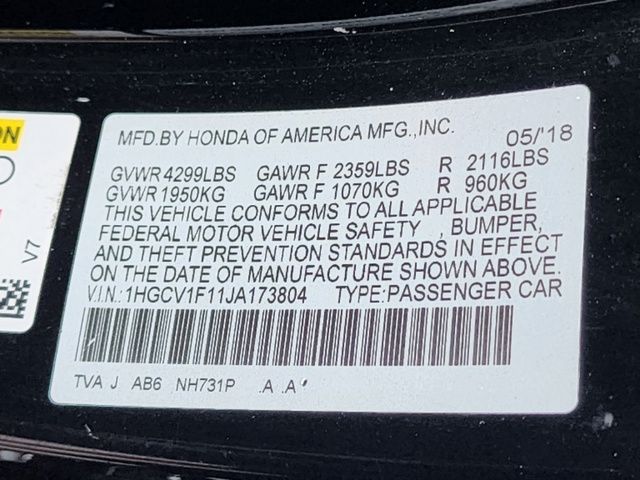 MFD.BY HONDA OF AMERICA MFG.,INC. 05/'18
GVWR 4299LBS GAWR F 2359LBS R 2116LBS
GVWR 1950KG GAWR F 1070KG R 960KG
THIS VEHICLE CONFORMS TO ALL APPLICABLE
FEDERAL MOTOR VEHICLE SAFETY , BUMPER,
AND THEFT PREVENTION STANDARDS IN EFFECT
ON THE DATE OF MANUFACTURE SHOWN ABOVE.
V.I.N.:1HGCV1F11JA173804 TYPE:PASSENGER CAR
TVA J AB6 NH731P .A .A'
V7